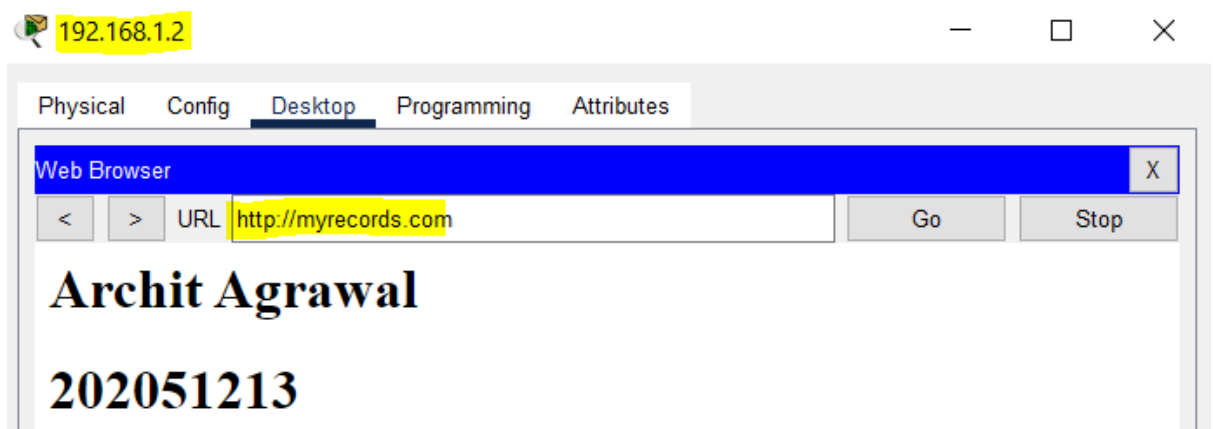 192.168.1.2
Physical Config Desktop Programming Attributes
Web Browser X
< > URL http://myrecords.com Go Stop
Archit Agrawal
202051213